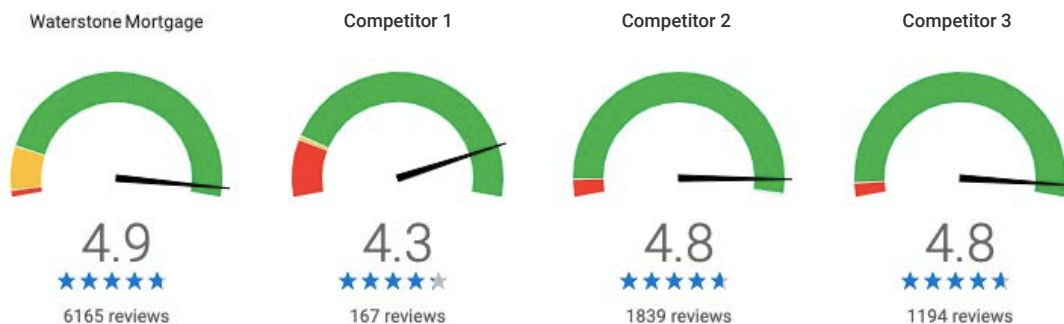 Waterstone Mortgage
Competitor 1
Competitor 2
Competitor 3
4.9
4.3
4.8
4.8
6165 reviews
167 reviews
1839 reviews
1194 reviews